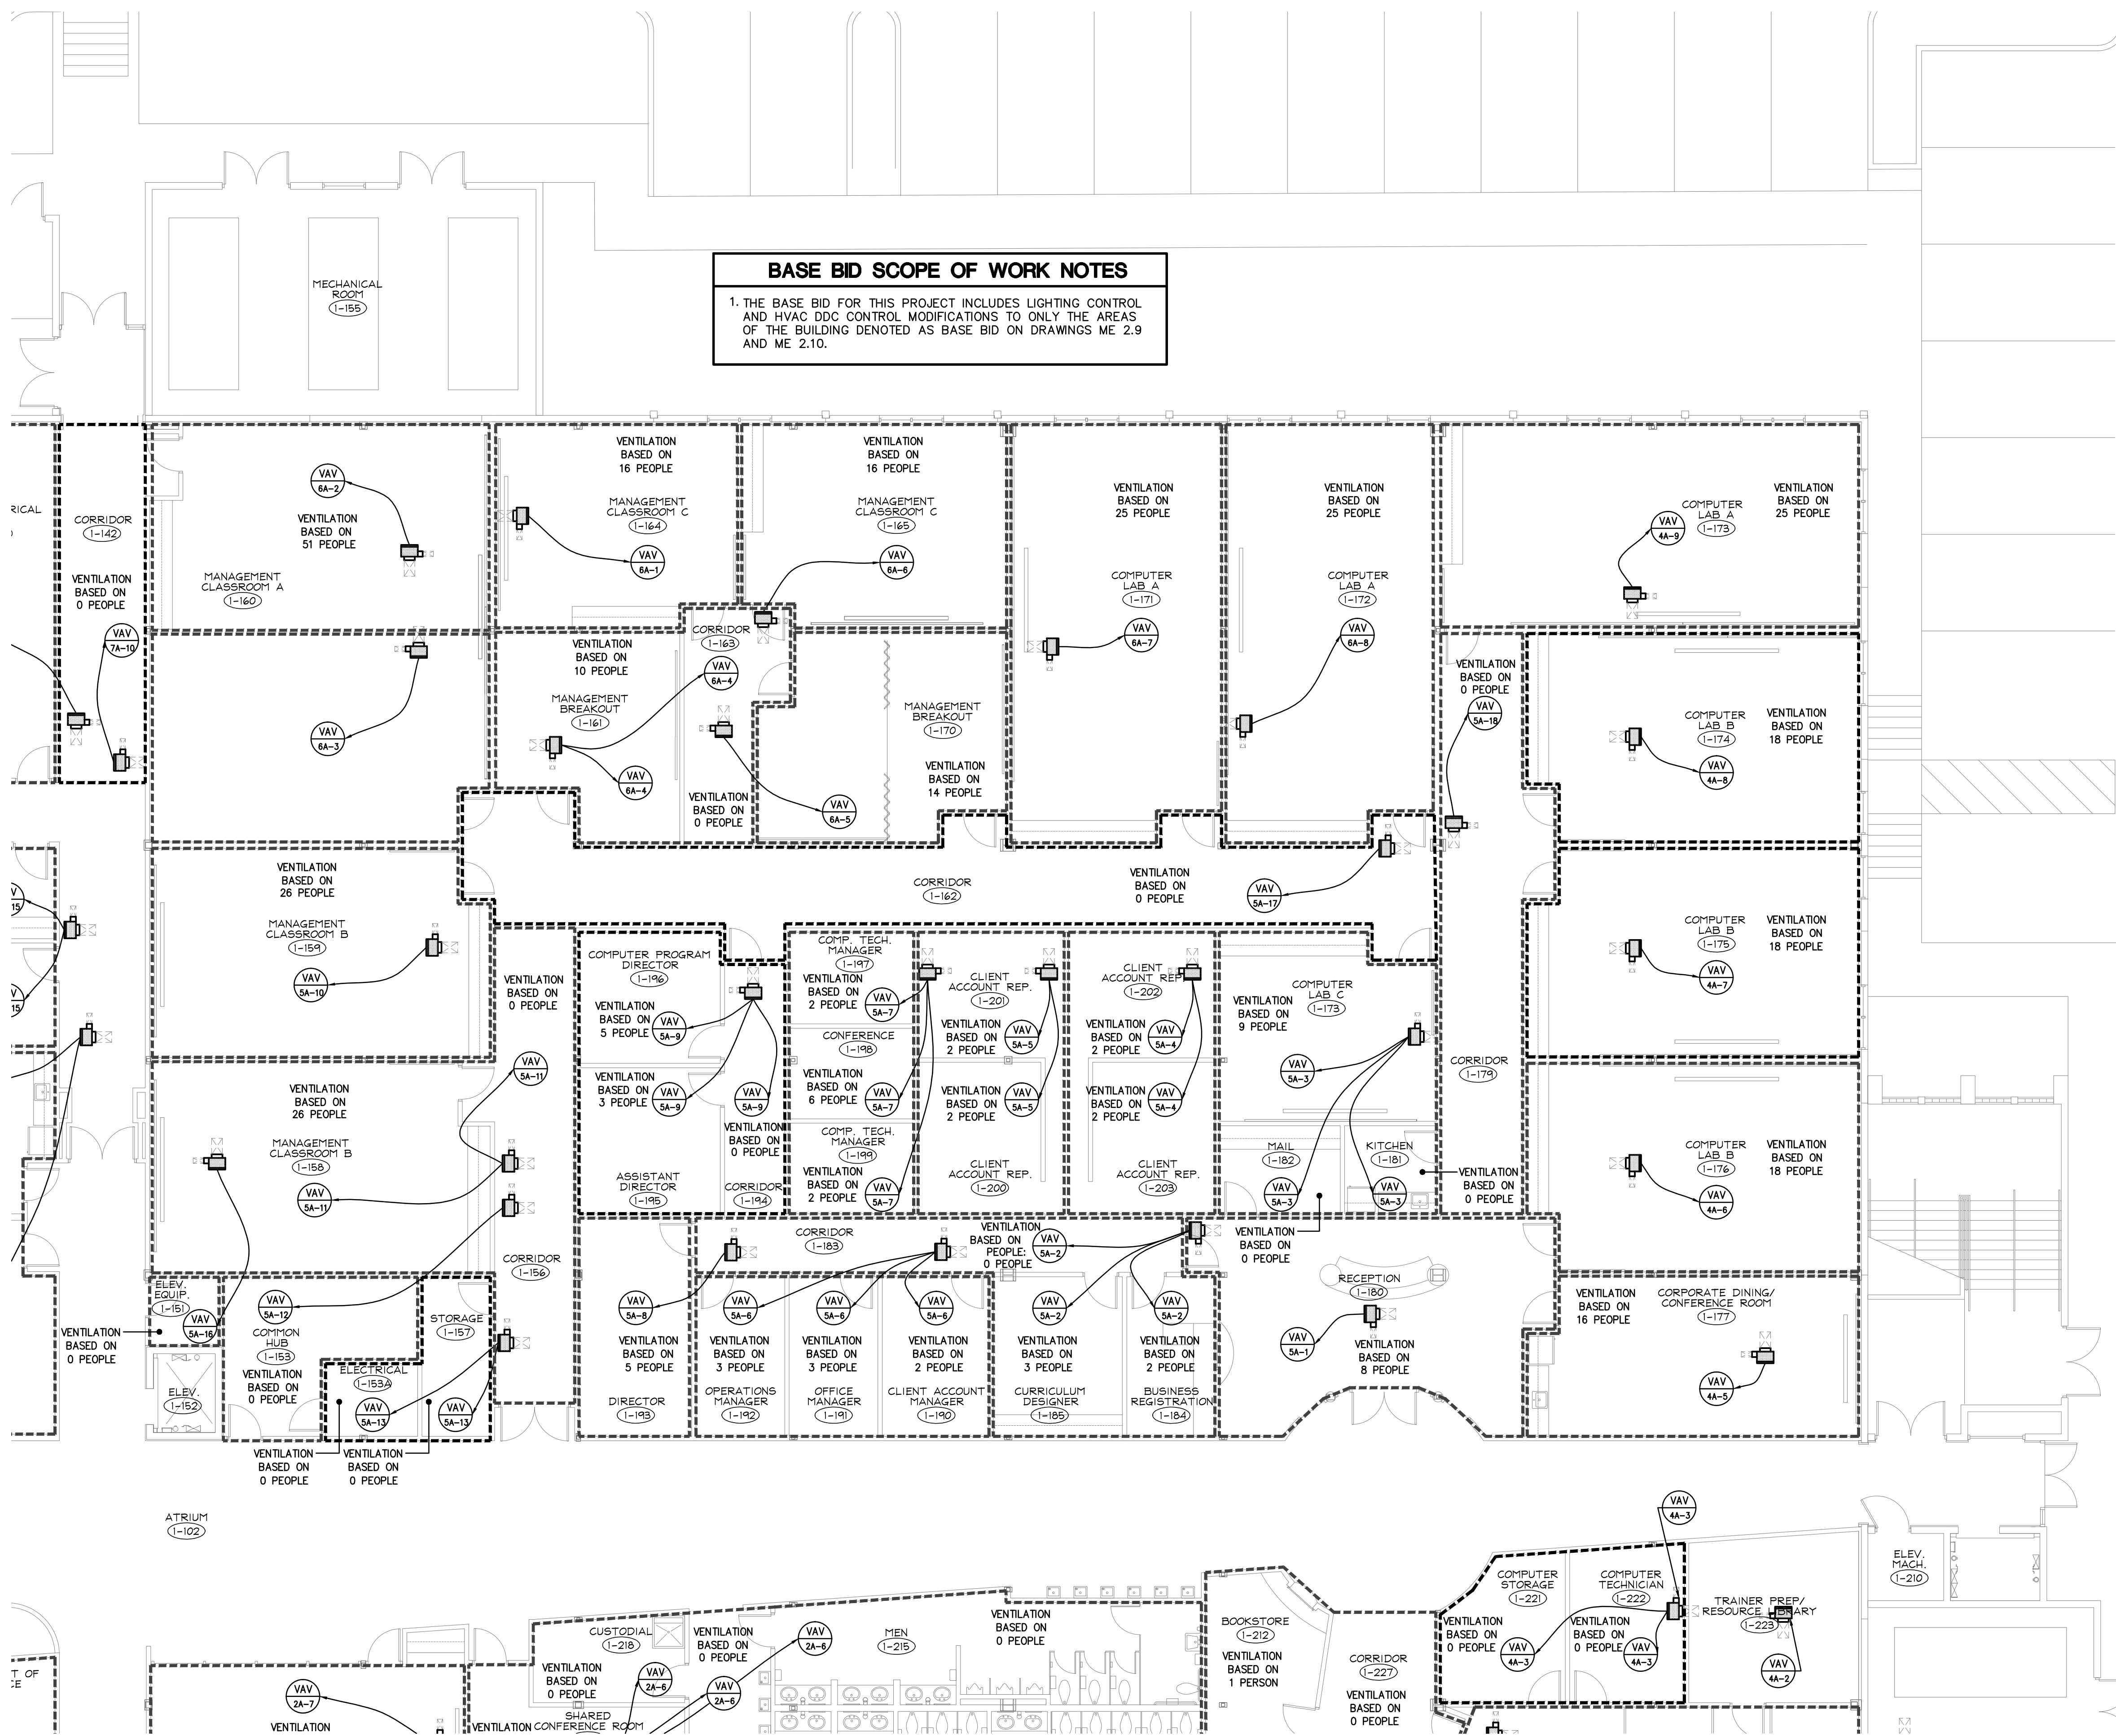 BASE BID SCOPE OF WORK NOTES
1. THE BASE BID FOR THIS PROJECT INCLUDES LIGHTING CONTROL
AND HVAC DDC CONTROL MODIFICATIONS TO ONLY THE AREAS
OF THE BUILDING DENOTED AS BASE BID ON DRAWINGS ME 2.9
AND ME 2.10.
MECHANICAL
ROOM
1-155
RICAL
CORRIDOR
1-142
VENTILATION
BASED ON
0 PEOPLE
VAV
7A-10
VAV
6A-2
VENTILATION
BASED ON
51 PEOPLE
MANAGEMENT
CLASSROOM A
1-160
VAV
6A-3
VENTILATION
BASED ON
16 PEOPLE
MANAGEMENT
CLASSROOM C
1-164
VAV
6A-1
VENTILATION
BASED ON
16 PEOPLE
MANAGEMENT
CLASSROOM C
1-165
VAV
6A-6
CORRIDOR
1-163
VENTILATION
BASED ON
10 PEOPLE
VAV
6A-4
MANAGEMENT
BREAKOUT
1-161
VAV
6A-4
VENTILATION
BASED ON
0 PEOPLE
MANAGEMENT
BREAKOUT
1-170
VENTILATION
BASED ON
14 PEOPLE
VAV
6A-5
VENTILATION
BASED ON
25 PEOPLE
COMPUTER
LAB A
1-171
VAV
6A-7
VENTILATION
BASED ON
25 PEOPLE
COMPUTER
LAB A
1-172
VAV
6A-8
VENTILATION
BASED ON
25 PEOPLE
COMPUTER
LAB A
1-173
VAV
4A-9
VENTILATION
BASED ON
0 PEOPLE
VAV
5A-18
COMPUTER
LAB B
1-174
VENTILATION
BASED ON
18 PEOPLE
VAV
4A-8
V
15
V
15
VENTILATION
BASED ON
26 PEOPLE
MANAGEMENT
CLASSROOM B
1-159
VAV
5A-10
CORRIDOR
1-162
VENTILATION
BASED ON
0 PEOPLE
VAV
5A-17
COMPUTER
LAB B
1-175
VENTILATION
BASED ON
18 PEOPLE
VAV
4A-7
VENTILATION
BASED ON
0 PEOPLE
VAV
5A-11
COMPUTER PROGRAM
DIRECTOR
1-196
VENTILATION
BASED ON
5 PEOPLE
VAV
5A-9
VENTILATION
BASED ON
3 PEOPLE
VAV
5A-9
VAV
5A-9
VENTILATION
BASED ON
0 PEOPLE
ASSISTANT
DIRECTOR
1-195
CORRIDOR
1-194
COMP. TECH.
MANAGER
1-197
VENTILATION
BASED ON
2 PEOPLE
VAV
5A-7
CONFERENCE
1-198
VENTILATION
BASED ON
6 PEOPLE
VAV
5A-7
COMP. TECH.
MANAGER
1-199
VENTILATION
BASED ON
2 PEOPLE
VAV
5A-7
CLIENT
ACCOUNT REP.
1-201
VENTILATION
BASED ON
2 PEOPLE
VAV
5A-5
VENTILATION
BASED ON
2 PEOPLE
VAV
5A-5
CLIENT
ACCOUNT REP.
1-200
CLIENT
ACCOUNT REP.
1-202
VENTILATION
BASED ON
2 PEOPLE
VAV
5A-4
VENTILATION
BASED ON
2 PEOPLE
VAV
5A-4
CLIENT
ACCOUNT REP.
1-203
COMPUTER
LAB C
1-173
VENTILATION
BASED ON
9 PEOPLE
VAV
5A-3
MAIL
1-182
VAV
5A-3
KITCHEN
1-181
VAV
5A-3
VENTILATION
BASED ON
0 PEOPLE
VENTILATION
BASED ON
0 PEOPLE
CORRIDOR
1-179
COMPUTER
LAB B
1-176
VENTILATION
BASED ON
18 PEOPLE
VAV
4A-6
VENTILATION
BASED ON
26 PEOPLE
MANAGEMENT
CLASSROOM B
1-158
VAV
5A-11
CORRIDOR
1-156
ELEV.
EQUIP.
1-151
VAV
5A-16
VENTILATION
BASED ON
0 PEOPLE
ELEV.
1-152
VAV
5A-12
COMMON
HUB
1-153
VENTILATION
BASED ON
0 PEOPLE
STORAGE
1-157
ELECTRICAL
1-153A
VAV
5A-13
VAV
5A-13
VENTILATION
BASED ON
0 PEOPLE
VENTILATION
BASED ON
0 PEOPLE
CORRIDOR
1-183
VENTILATION
BASED ON
PEOPLE:
0 PEOPLE
VAV
5A-2
VAV
5A-8
VENTILATION
BASED ON
5 PEOPLE
DIRECTOR
1-193
VAV
5A-6
VENTILATION
BASED ON
3 PEOPLE
OPERATIONS
MANAGER
1-192
VAV
5A-6
VENTILATION
BASED ON
3 PEOPLE
OFFICE
MANAGER
1-191
VAV
5A-6
VENTILATION
BASED ON
2 PEOPLE
CLIENT ACCOUNT
MANAGER
1-190
VAV
5A-2
VENTILATION
BASED ON
3 PEOPLE
CURRICULUM
DESIGNER
1-185
VAV
5A-2
VENTILATION
BASED ON
2 PEOPLE
BUSINESS
REGISTRATION
1-184
RECEPTION
1-180
VAV
5A-1
VENTILATION
BASED ON
8 PEOPLE
VENTILATION
BASED ON
16 PEOPLE
CORPORATE DINING/
CONFERENCE ROOM
1-177
VAV
4A-5
ATRIUM
1-102
T OF
CE
VAV
2A-7
VENTILATION
CUSTODIAL
1-218
VENTILATION
BASED ON
0 PEOPLE
VENTILATION
BASED ON
0 PEOPLE
VAV
2A-6
VAV
2A-6
VAV
2A-6
SHARED
CONFERENCE ROOM
VENTILATION
MEN
1-215
VENTILATION
BASED ON
0 PEOPLE
BOOKSTORE
1-212
VENTILATION
BASED ON
1 PERSON
CORRIDOR
1-227
VENTILATION
BASED ON
0 PEOPLE
VAV
4A-3
COMPUTER
STORAGE
1-221
VENTILATION
BASED ON
0 PEOPLE
VAV
4A-3
COMPUTER
TECHNICIAN
1-222
VENTILATION
BASED ON
0 PEOPLE
VAV
4A-3
TRAINER PREP/
RESOURCE LIBRARY
1-223
VAV
4A-2
ELEV.
MACH.
1-210